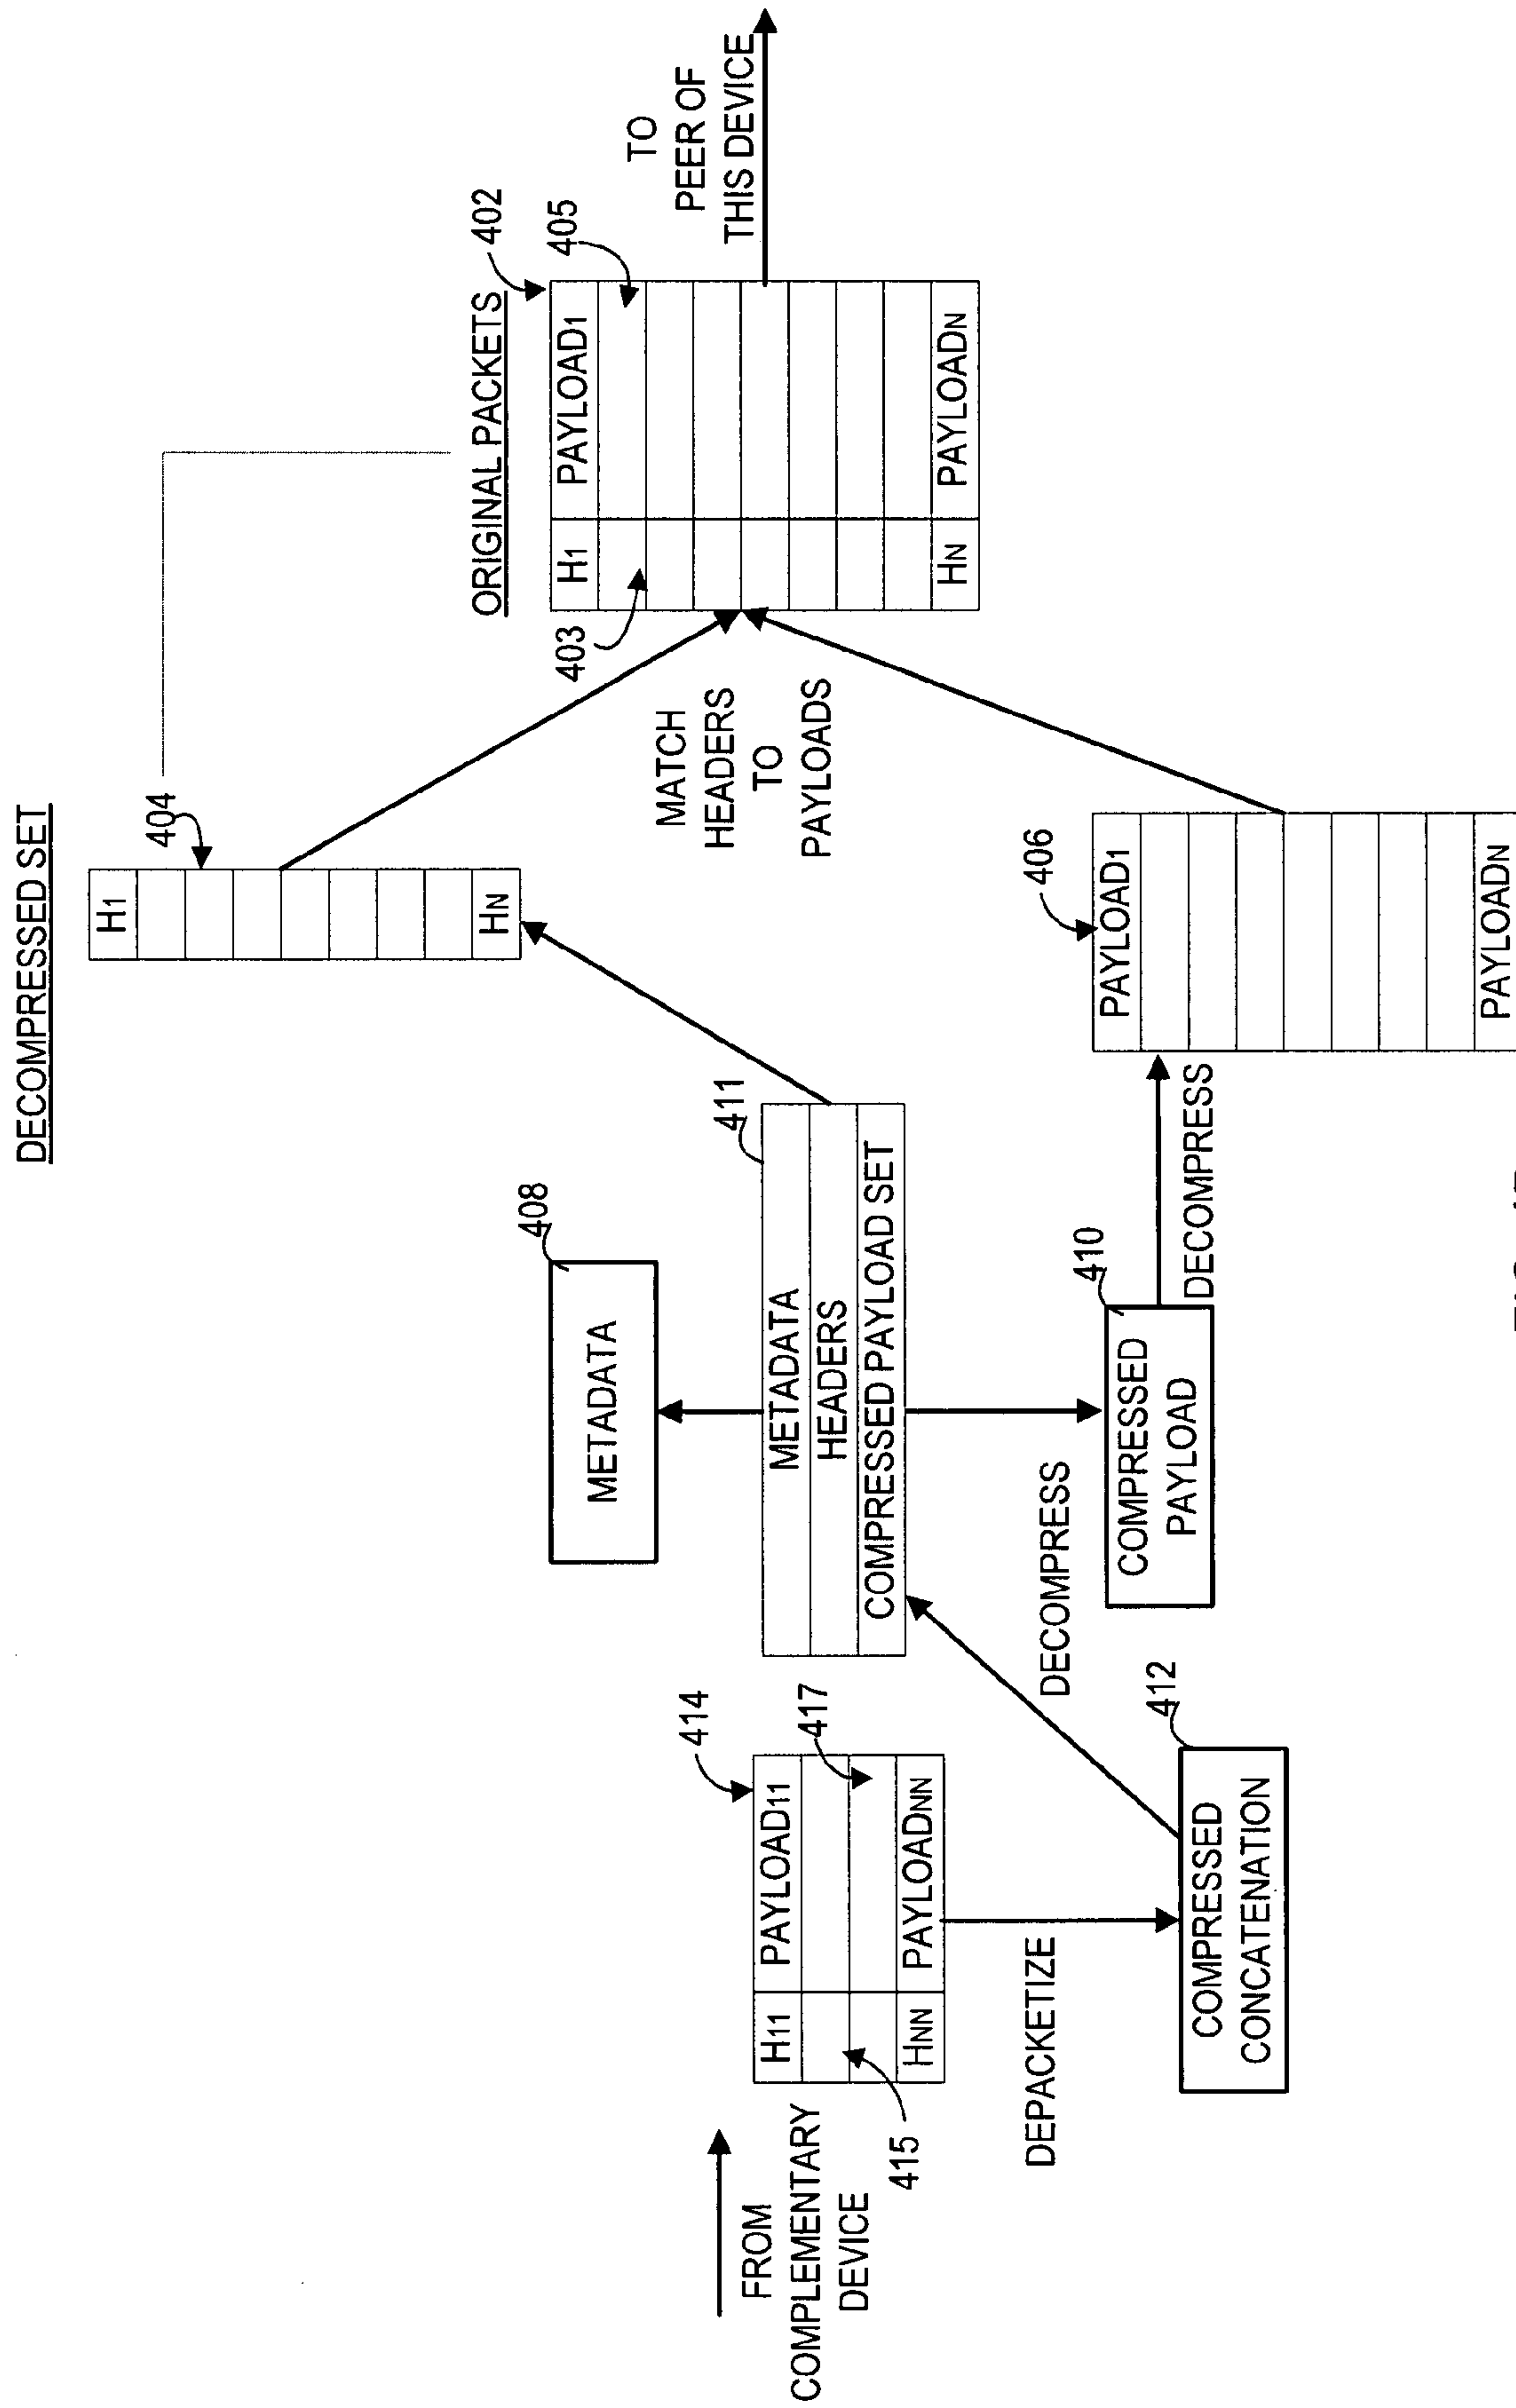 DECOMPRESSED SET
404
H1
HN
ORIGINAL PACKETS
402
H1 PAYLOAD1
405
403
HN PAYLOADN
TO
PEER OF
THIS DEVICE
MATCH
HEADERS
TO
PAYLOADS
408
METADATA
411
METADATA
HEADERS
COMPRESSED PAYLOAD SET
406
PAYLOAD1
PAYLOADN
410
COMPRESSED
PAYLOAD
DECOMPRESS
DECOMPRESS
414
H11 PAYLOAD11
417
HNN PAYLOADNN
415
FROM
COMPLEMENTARY
DEVICE
DEPACKETIZE
412
COMPRESSED
CONCATENATION